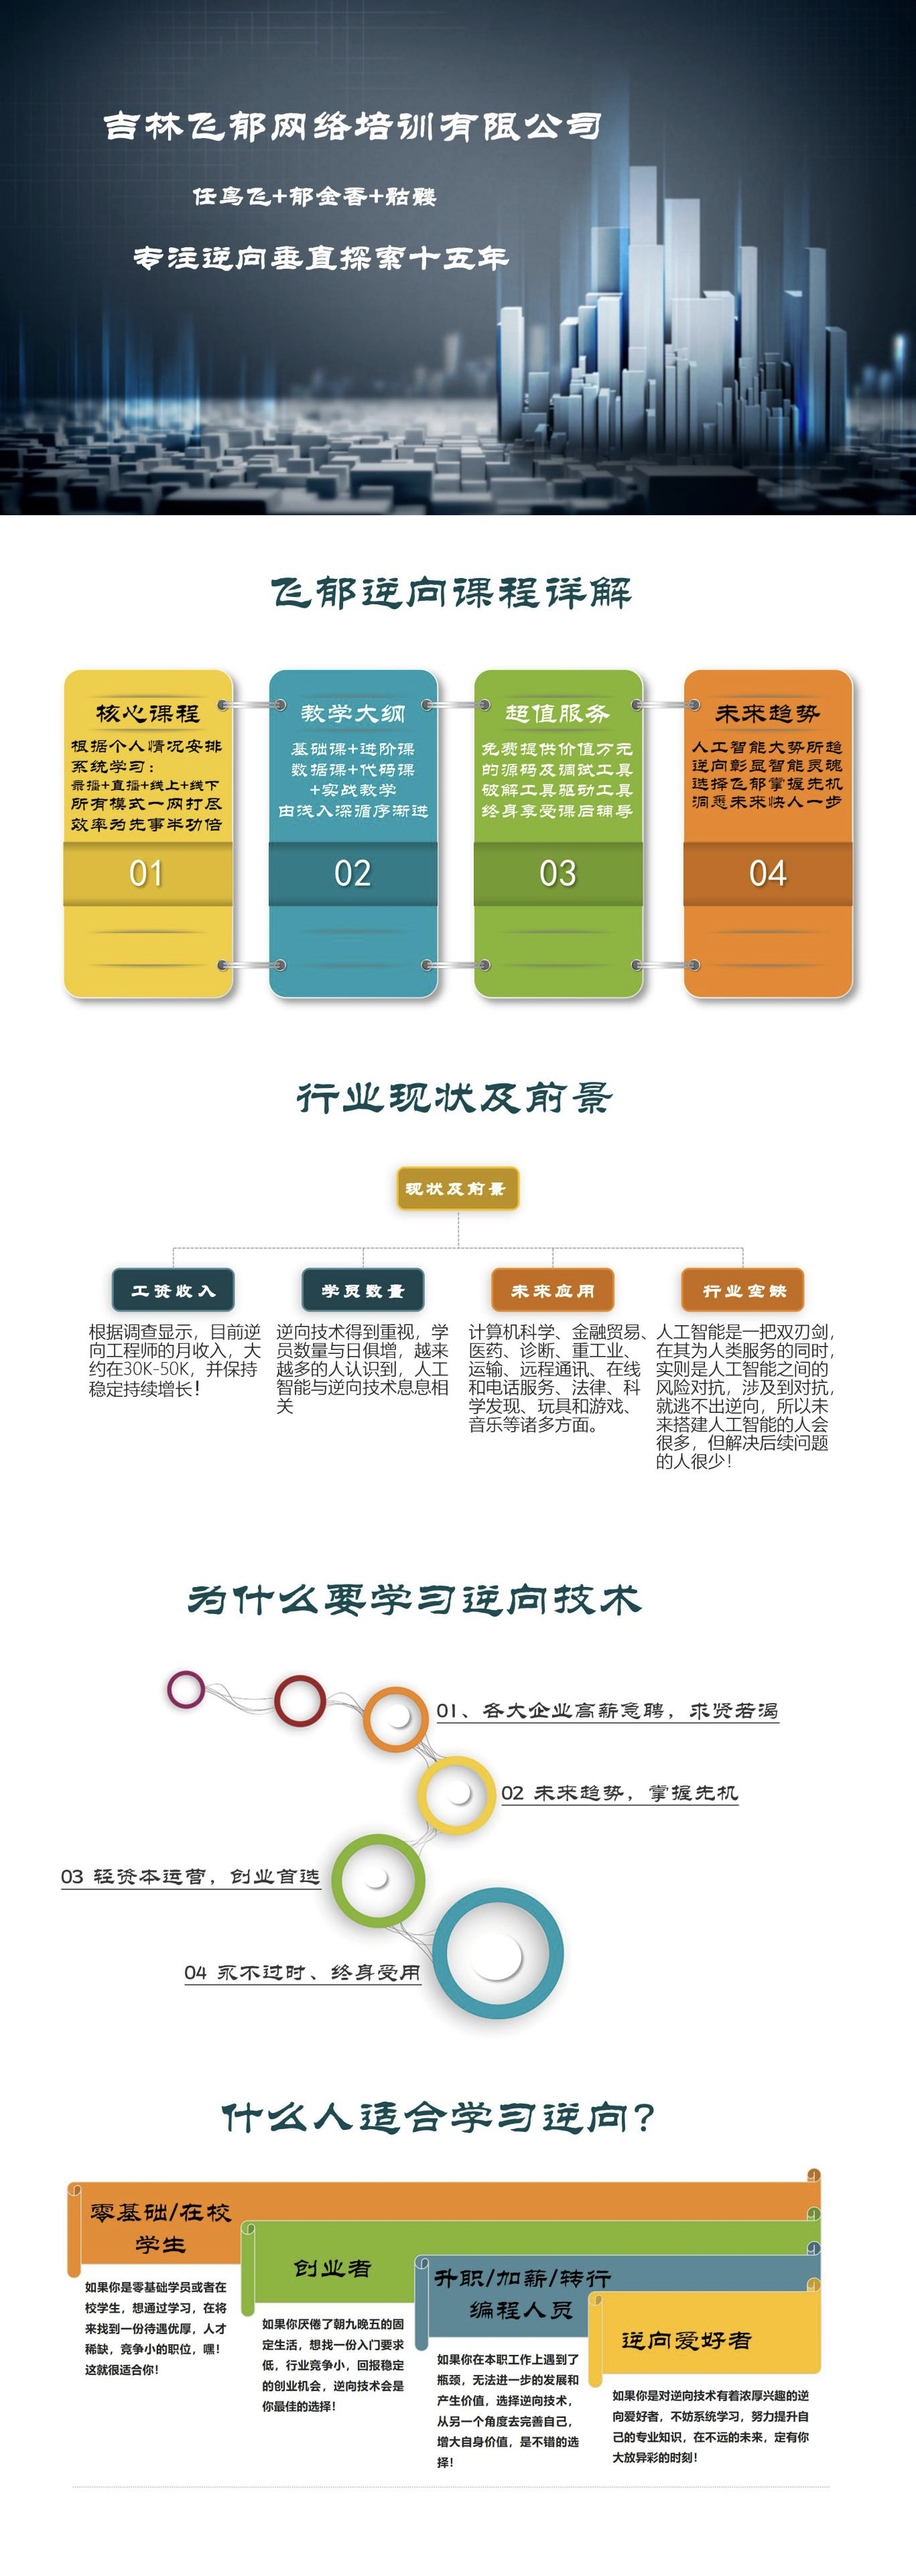 吉林飞郁网络培训有限公司
任鸟飞+郁金香+骷髅
专注逆向垂直探索十五年
飞郁逆向课程详解
核心课程
根据个人情况安排
系统学习：
录播+直播+线上+线下
所有模式一网打尽
效率为先事半功倍
01
教学大纲
基础课+进阶课
数据课+代码课
+实战教学
由浅入深循序渐进
02
超值服务
免费提供价值万元
的源码及调试工具
破解工具驱动工具
终身享受课后辅导
03
未来趋势
人工智能大势所趋
逆向彰显智能灵魂
选择飞郁掌握先机
洞悉未来快人一步
04
行业现状及前景
现状及前景
工资收入
根据调查显示，目前逆
向工程师的月收入，大
约在30K-50K，并保持
稳定持续增长！
学员数量
逆向技术得到重视，学
员数量与日俱增，越来
越多的人认识到，人工
智能与逆向技术息息相
关
未来应用
计算机科学、金融贸易、
医药、诊断、重工业、
运输、远程通讯、在线
和电话服务、法律、科
学发现、玩具和游戏、
音乐等诸多方面。
行业空缺
人工智能是一把双刃剑，
在其为人类服务的同时，
实则是人工智能之间的
风险对抗，涉及到对抗，
就逃不出逆向，所以未
来搭建人工智能的人会
很多，但解决后续问题
的人很少！
为什么要学习逆向技术
01、各大企业高薪急聘，求贤若渴
02 未来趋势，掌握先机
03 轻资本运营，创业首选
04 永不过时、终身受用
什么人适合学习逆向？
零基础/在校
学生
如果你是零基础学员或者在
校学生，想通过学习，在将
来找到一份待遇优厚，人才
稀缺，竞争小的职位，嘿！
这就很适合你！
创业者
如果你厌倦了朝九晚五的固
定生活，想找一份入门要求
低，行业竞争小，回报稳定
的创业机会，逆向技术会是
你最佳的选择！
升职/加薪/转行
编程人员
如果你在本职工作上遇到了
瓶颈，无法进一步的发展和
产生价值，选择逆向技术，
从另一个角度去完善自己，
增大自身价值，是不错的选
择！
逆向爱好者
如果你是对逆向技术有着浓厚兴趣的逆
向爱好者，不妨系统学习，努力提升自
己的专业知识，在不远的未来，定有你
大放异彩的时刻！